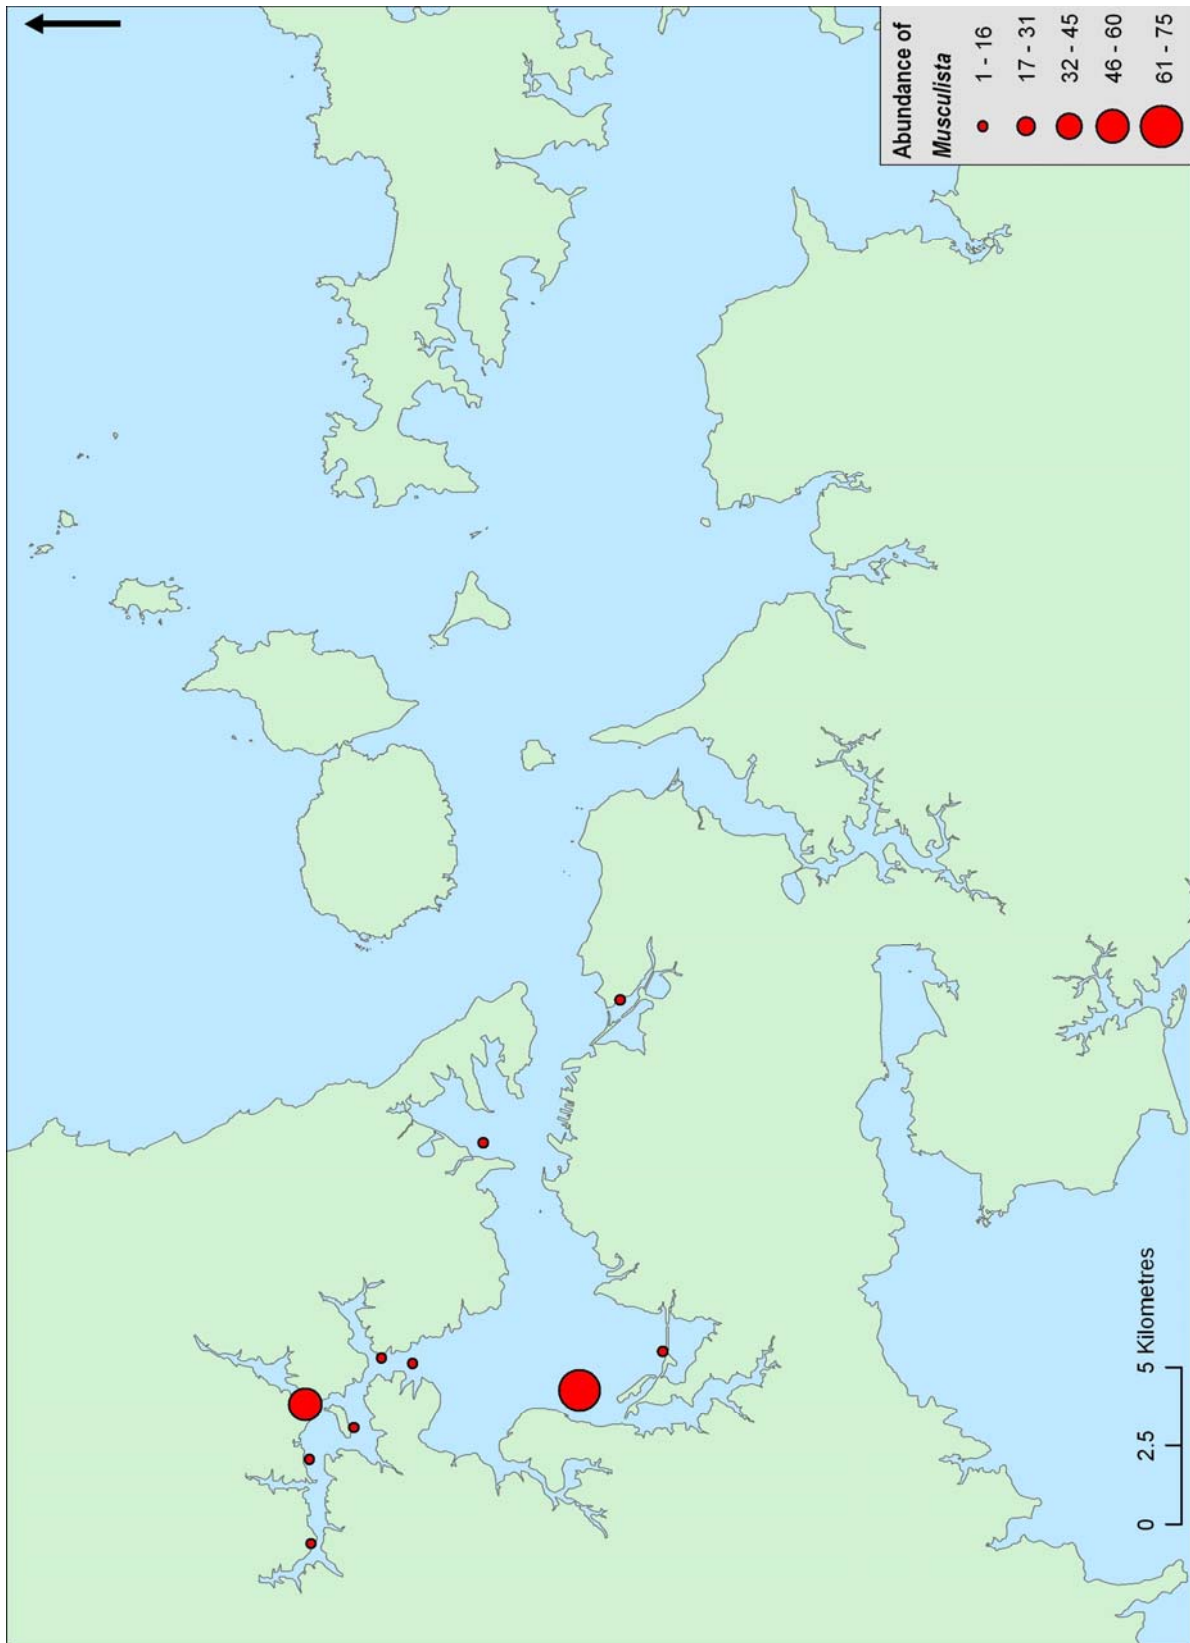 Abundance of
Musculista
1 - 16
17 - 31
32 - 45
46 - 60
61 - 75
0 2.5 5 Kilometres